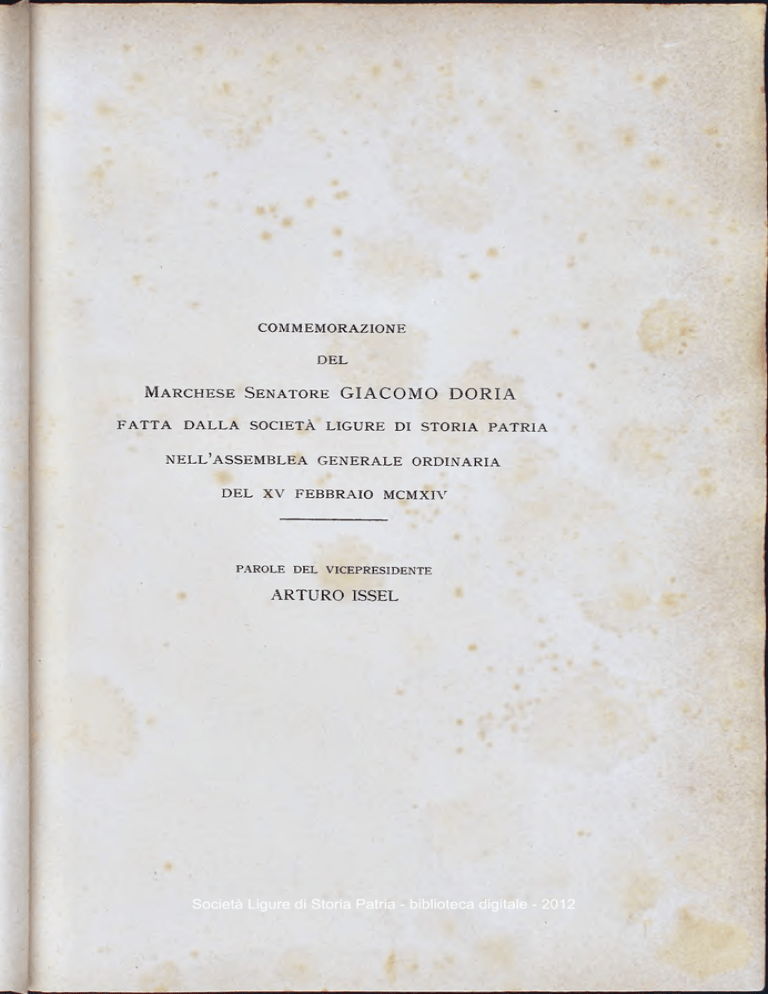 COMMEMORAZIONE
DEL
MARCHESE SENATORE GIACOMO DORIA
FATTA DALLA SOCIETÀ LIGURE DI STORIA PATRIA
NELL'ASSEMBLEA GENERALE ORDINARIA
DEL XV FEBBRAIO MCMXIV
PAROLE DEL VICEPRESIDENTE
ARTURO ISSEL
Società Ligure di Storia Patria - biblioteca digitale - 2012